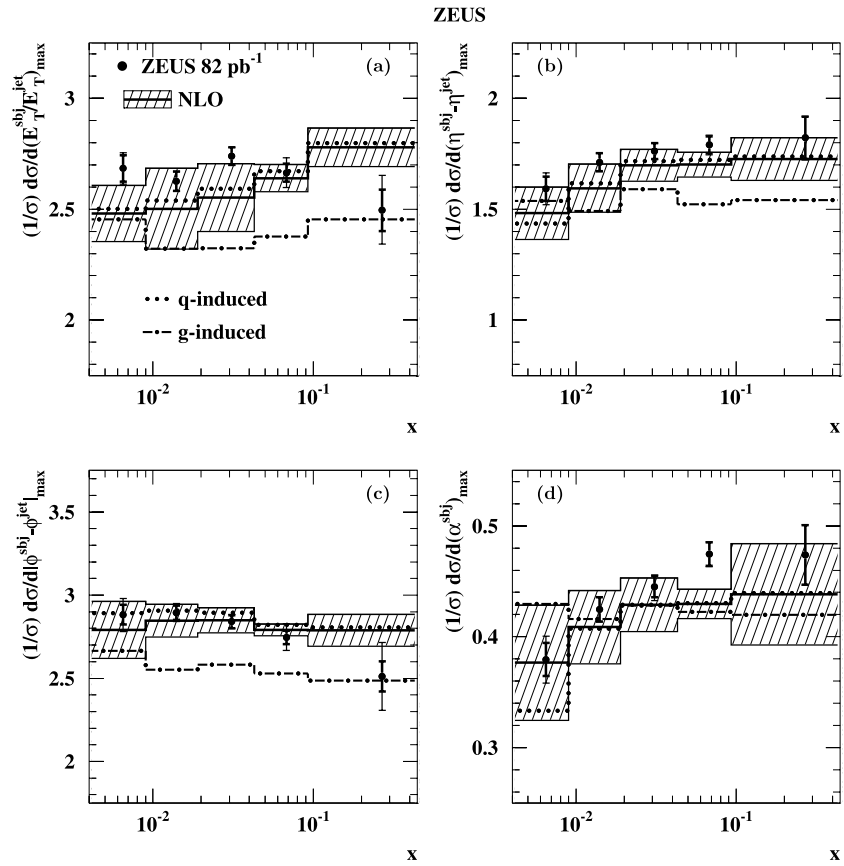 ZEUS
(1/σ) dσ/d(E_T^sbj/E_T^jet)_max
3
2.5
2
ZEUS 82 pb^-1
(a)
NLO
q-induced
g-induced
10^-2
10^-1
x
(1/σ) dσ/d(η^sbj-η^jet)_max
2
1.5
1
(b)
10^-2
10^-1
x
(1/σ) dσ/d|ϕ^sbj-ϕ^jet|_max
3.5
3
2.5
2
(c)
10^-2
10^-1
x
(1/σ) dσ/d(α^sbj)_max
0.5
0.4
0.3
(d)
10^-2
10^-1
x